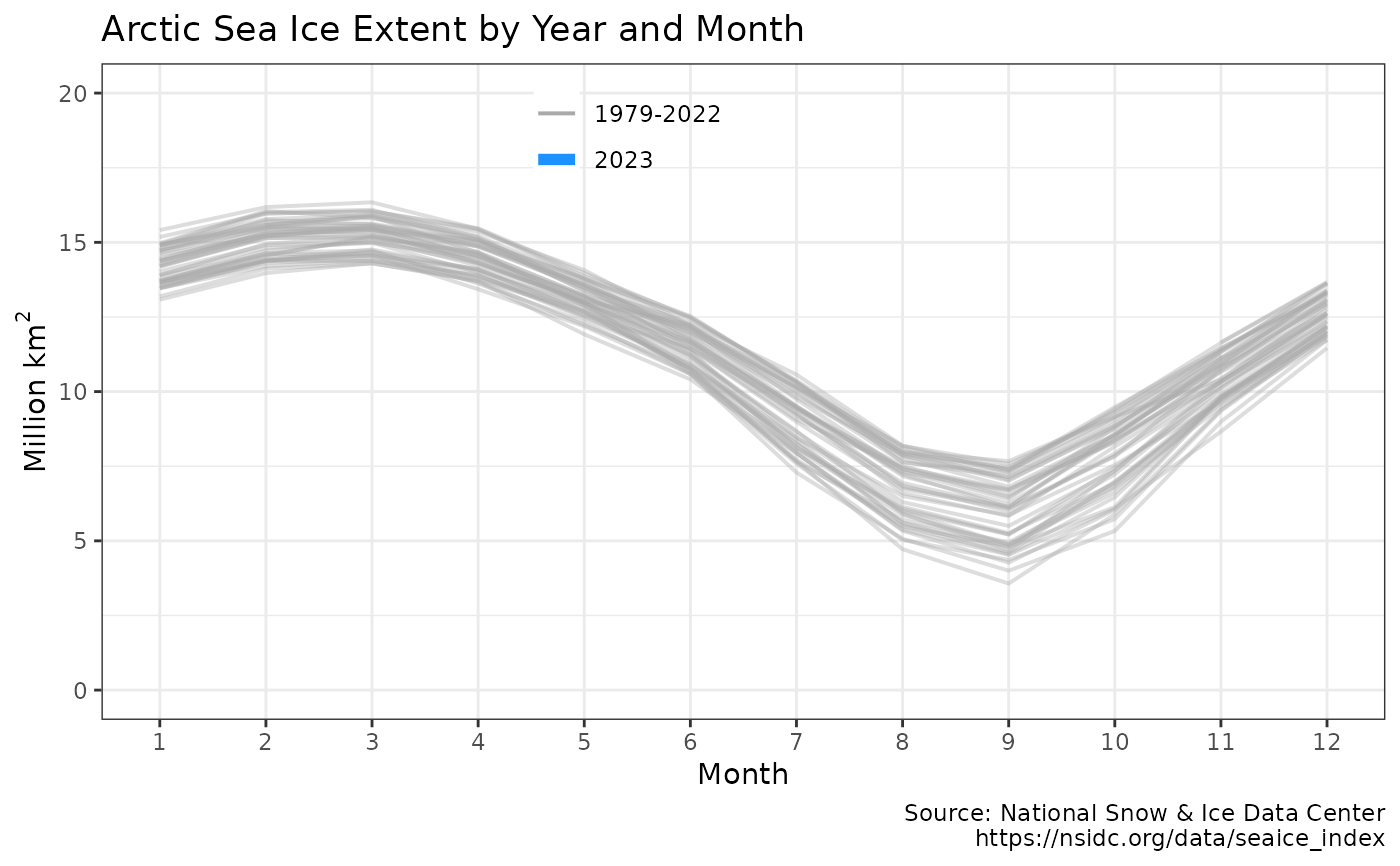 Arctic Sea Ice Extent by Year and Month
20
15
10
5
0
Million km²
1979-2022
2023
1 2 3 4 5 6 7 8 9 10 11 12
Month
Source: National Snow & Ice Data Center
https://nsidc.org/data/seaice_index